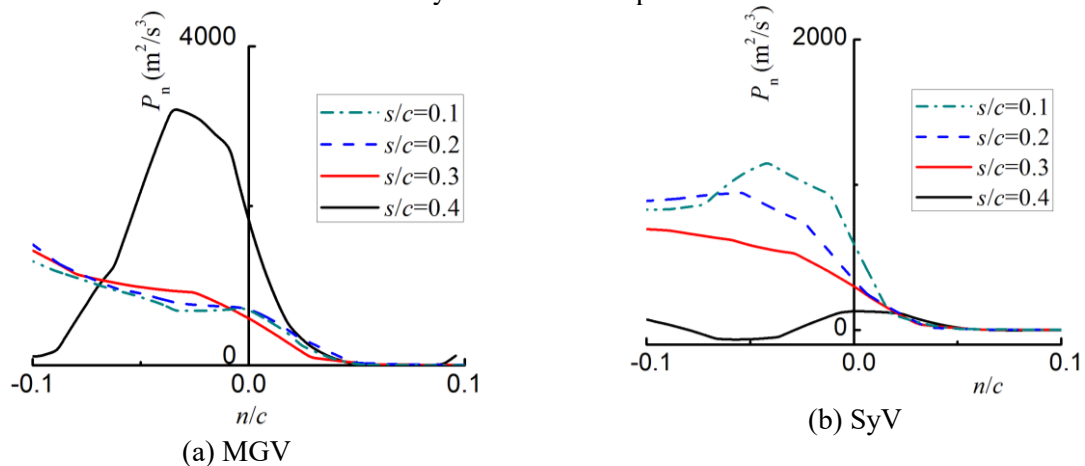 4000
Pn (m²/s³)
s/c=0.1
s/c=0.2
s/c=0.3
s/c=0.4
0
-0.1 0.0 0.1
n/c
(a) MGV
2000
Pn (m²/s³)
s/c=0.1
s/c=0.2
s/c=0.3
s/c=0.4
0
-0.1 0.0 0.1
n/c
(b) SyV